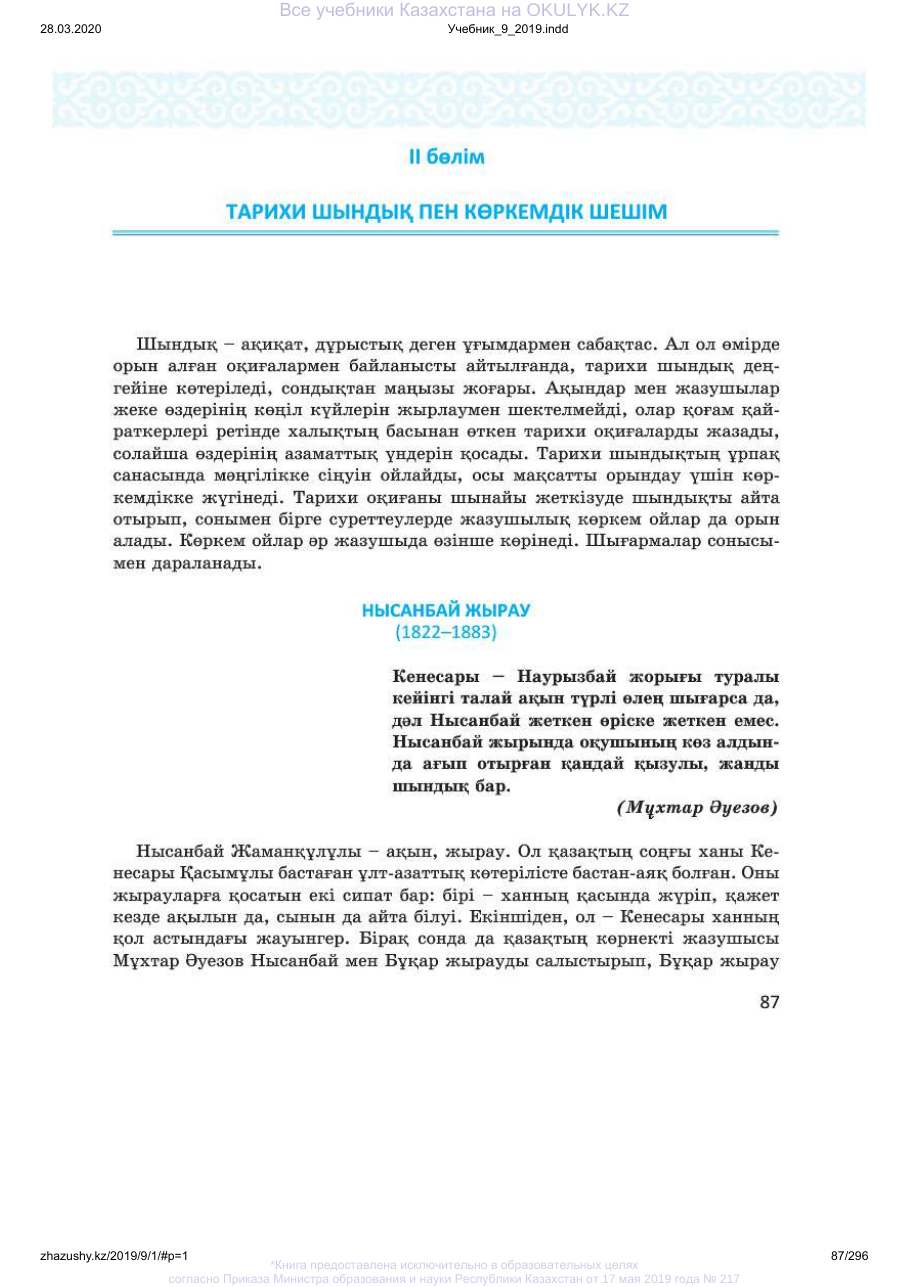 Все учебники Казахстана на OKULYK.KZ
28.03.2020 Учебник_9_2019.indd
II бөлім
ТАРИХИ ШЫНДЫҚ ПЕН КӨРКЕМДІК ШЕШІМ
Шындық – ақиқат, дұрыстық деген ұғымдармен сабақтас. Ал ол өмірде
орын алған оқиғалармен байланысты айтылғанда, тарихи шындық дең-
гейіне көтеріледі, сондықтан маңызы жоғары. Ақындар мен жазушылар
жеке өздерінің көңіл күйлерін жырлаумен шектелмейді, олар қоғам қай-
раткерлері ретінде халықтың басынан өткен тарихи оқиғаларды жазады,
солайша өздерінің азаматтық үндерін қосады. Тарихи шындықтың ұрпақ
санасында мәңгілікке сіңуін ойлайды, осы мақсатты орындау үшін көр-
кемдікке жүгінеді. Тарихи оқиғаны шынайы жеткізуде шындықты айта
отырып, сонымен бірге суреттеулерде жазушылық көркем ойлар да орын
алады. Көркем ойлар әр жазушыда өзінше көрінеді. Шығармалар сонысы-
мен дараланады.
НЫСАНБАЙ ЖЫРАУ
(1822–1883)
Кенесары – Наурызбай жорығы туралы
кейінгі талай ақын түрлі өлең шығарса да,
дәл Нысанбай жеткен өріске жеткен емес.
Нысанбай жырында оқушының көз алдын-
да ағып отырған қандай қызулы, жанды
шындық бар.
(Мұхтар Әуезов)
Нысанбай Жаманқұлұлы – ақын, жырау. Ол қазақтың соңғы ханы Ке-
несары Қасымұлы бастаған ұлт-азаттық көтерілісте бастан-аяқ болған. Оны
жырауларға қосатын екі сипат бар: бірі – ханның қасында жүріп, қажет
кезде ақылын да, сынын да айта білуі. Екіншіден, ол – Кенесары ханның
қол астындағы жауынгер. Бірақ сонда да қазақтың көрнекті жазушысы
Мұхтар Әуезов Нысанбай мен Бұқар жырауды салыстырып, Бұқар жырау
87
zhazushy.kz/2019/9/1/#p=1 87/296
*Книга предоставлена исключительно в образовательных целях
согласно Приказа Министра образования и науки Республики Казахстан от 17 мая 2019 года № 217